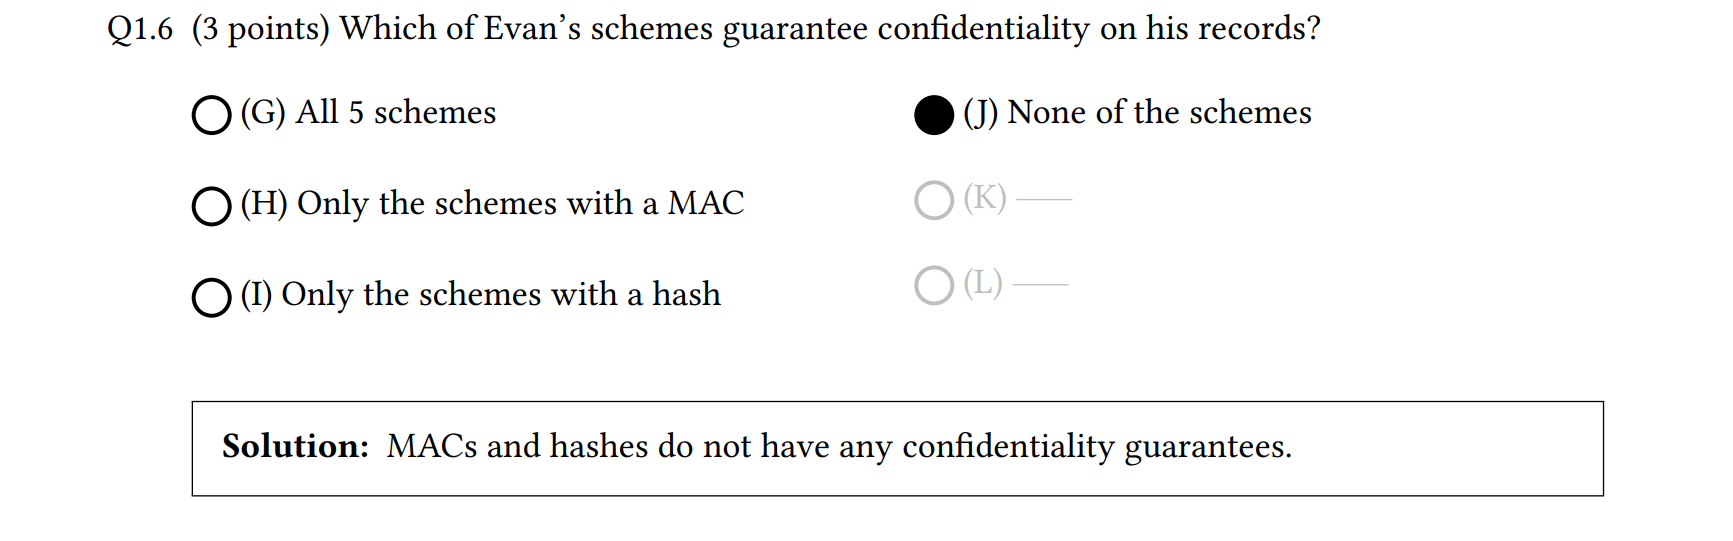 Q1.6 (3 points) Which of Evan’s schemes guarantee confidentiality on his records?
(G) All 5 schemes
(H) Only the schemes with a MAC
(I) Only the schemes with a hash
(J) None of the schemes
(K) ——
(L) ——
Solution: MACs and hashes do not have any confidentiality guarantees.